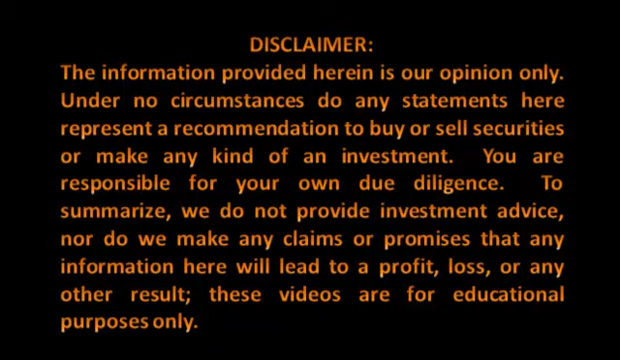 DISCLAIMER:
The information provided herein is our opinion only.
Under no circumstances do any statements here
represent a recommendation to buy or sell securities
or make any kind of an investment. You are
responsible for your own due diligence. To
summarize, we do not provide investment advice,
nor do we make any claims or promises that any
information here will lead to a profit, loss, or any
other result; these videos are for educational
purposes only.